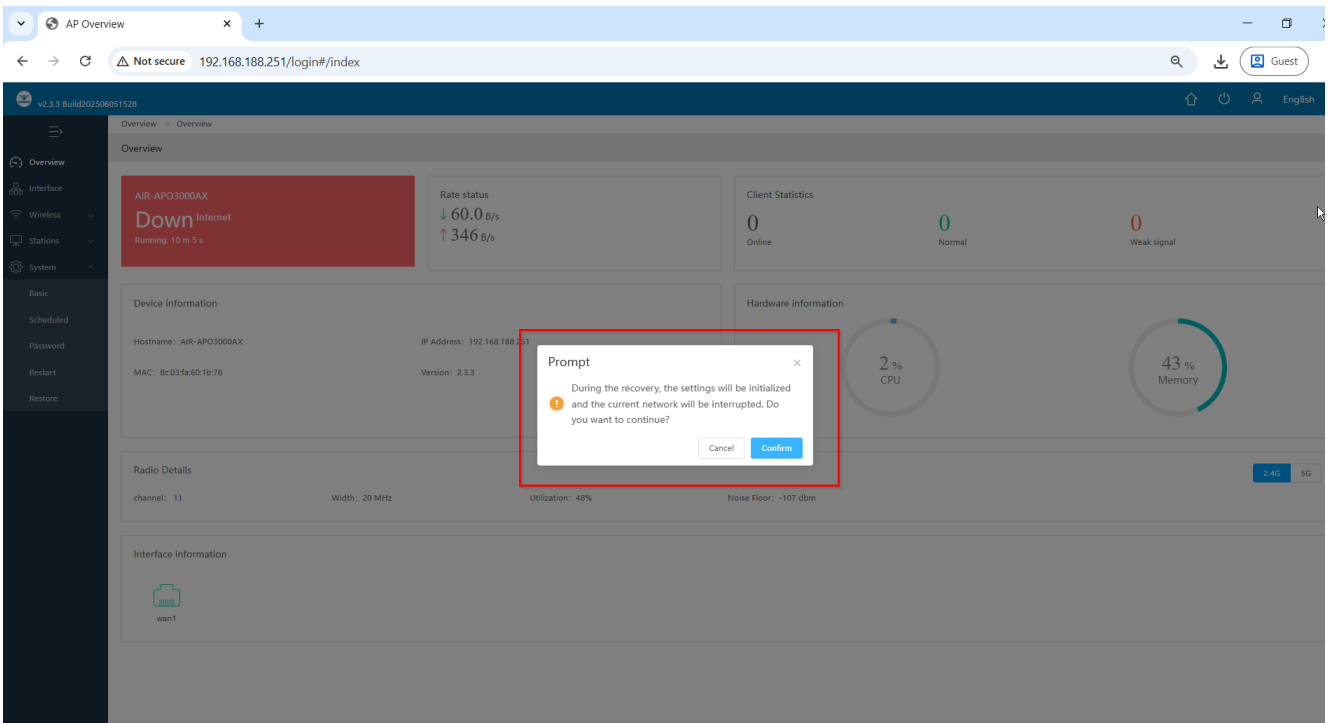 AP Overview
Not secure 192.168.188.251/login#/index
Guest
v2.3.3 Build202506051528
English
Overview > Overview
Overview
Overview
Interface
Wireless
Stations
System
Basic
Scheduled
Password
Restart
Restore
AIR-APO3000AX
Down Internet
Running: 10 m 5 s
Rate status
↓ 60.0 B/s
↑ 346 B/s
Client Statistics
0 0 0
Online Normal Weak signal
Device information
Hostname: AIR-APO3000AX IP Address: 192.168.188.251
MAC: 8c:03:fa:60:1b:76 Version: 2.3.3
Hardware information
2 %
CPU
43 %
Memory
Prompt
During the recovery, the settings will be initialized
and the current network will be interrupted. Do
you want to continue?
Cancel Confirm
Radio Details
2.4G 5G
channel: 11 Width: 20 MHz Utilization: 48% Noise Floor: -107 dbm
Interface information
wan1